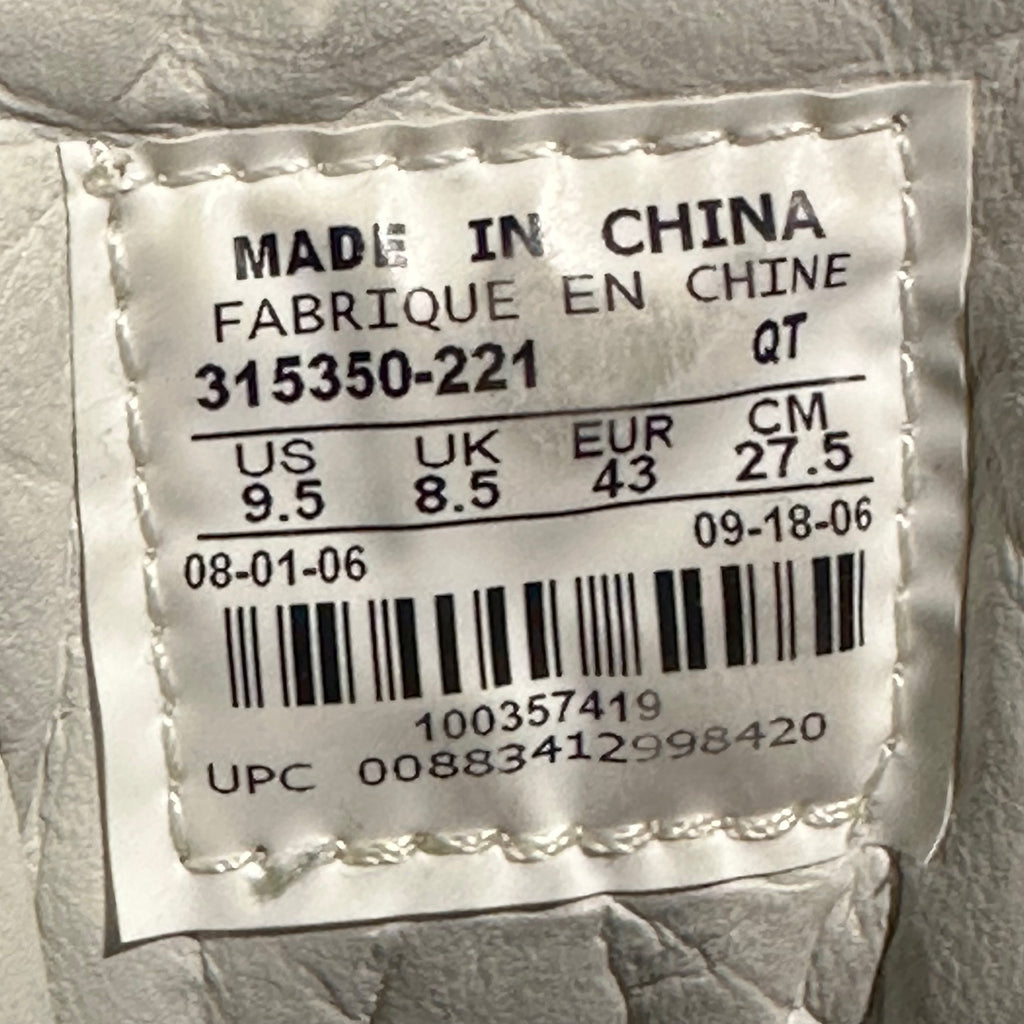 MADE IN CHINA
FABRIQUE EN CHINE
315350-221 QT
US UK EUR CM
9.5 8.5 43 27.5
08-01-06 09-18-06
100357419
UPC 00883412998420